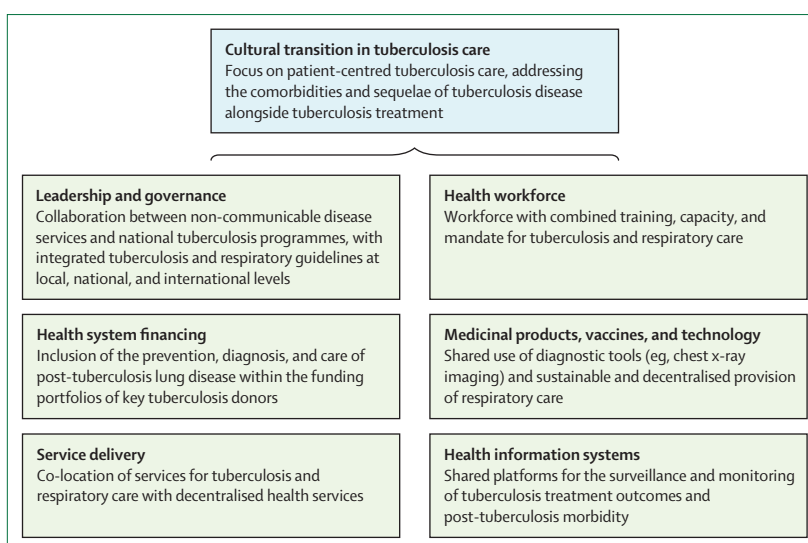 Cultural transition in tuberculosis care
Focus on patient-centred tuberculosis care, addressing
the comorbidities and sequelae of tuberculosis disease
alongside tuberculosis treatment
Leadership and governance
Collaboration between non-communicable disease
services and national tuberculosis programmes, with
integrated tuberculosis and respiratory guidelines at
local, national, and international levels
Health workforce
Workforce with combined training, capacity, and
mandate for tuberculosis and respiratory care
Health system financing
Inclusion of the prevention, diagnosis, and care of
post-tuberculosis lung disease within the funding
portfolios of key tuberculosis donors
Medicinal products, vaccines, and technology
Shared use of diagnostic tools (eg, chest x-ray
imaging) and sustainable and decentralised provision
of respiratory care
Service delivery
Co-location of services for tuberculosis and
respiratory care with decentralised health services
Health information systems
Shared platforms for the surveillance and monitoring
of tuberculosis treatment outcomes and
post-tuberculosis morbidity